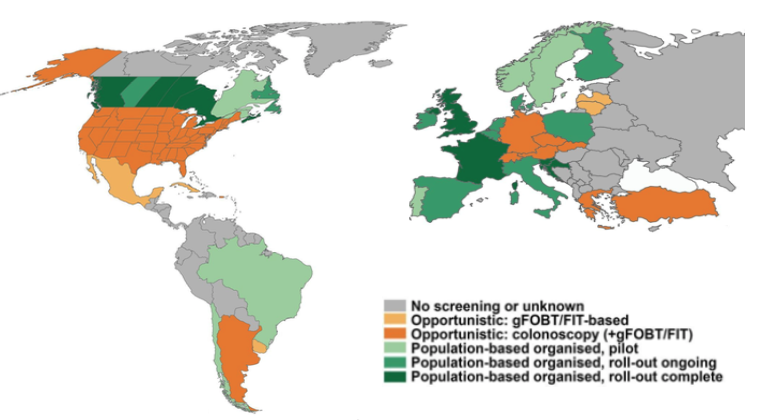 No screening or unknown
Opportunistic: gFOBT/FIT-based
Opportunistic: colonoscopy (+gFOBT/FIT)
Population-based organised, pilot
Population-based organised, roll-out ongoing
Population-based organised, roll-out complete